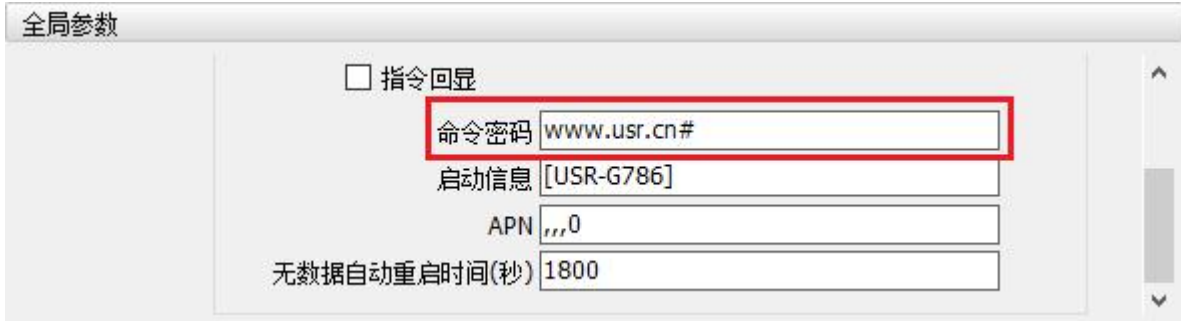 全局参数
指令回显
命令密码 www.usr.cn#
启动信息 [USR-G786]
APN ,,,0
无数据自动重启时间(秒) 1800